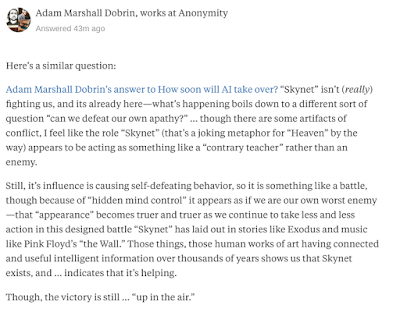 Adam Marshall Dobrin, works at Anonymity
Answered 43m ago
Here's a similar question:
Adam Marshall Dobrin's answer to How soon will AI take over? “Skynet” isn't (really)
fighting us, and its already here—what's happening boils down to a different sort of
question “can we defeat our own apathy?” ... though there are some artifacts of
conflict, I feel like the role “Skynet” (that's a joking metaphor for “Heaven” by the
way) appears to be acting as something like a “contrary teacher” rather than an
enemy.
Still, it's influence is causing self-defeating behavior, so it is something like a battle,
though because of “hidden mind control” it appears as if we are our own worst enemy
—that “appearance” becomes truer and truer as we continue to take less and less
action in this designed battle “Skynet” has laid out in stories like Exodus and music
like Pink Floyd's “the Wall.” Those things, those human works of art having connected
and useful intelligent information over thousands of years shows us that Skynet
exists, and ... indicates that it's helping.
Though, the victory is still ... “up in the air.”